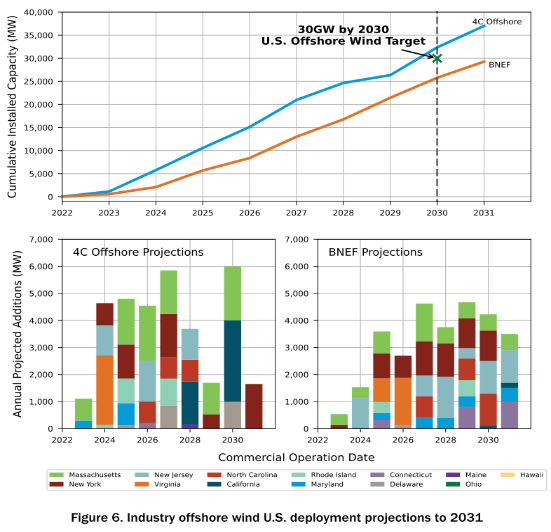 40,000
35,000
30,000
25,000
20,000
15,000
10,000
5,000
0
Cumulative Installed Capacity (MW)
30GW by 2030
U.S. Offshore Wind Target
4C Offshore
BNEF
2022 2023 2024 2025 2026 2027 2028 2029 2030 2031
4C Offshore Projections
7,000
6,000
5,000
4,000
3,000
2,000
1,000
0
Annual Projected Additions (MW)
2022 2024 2026 2028 2030
BNEF Projections
7,000
6,000
5,000
4,000
3,000
2,000
1,000
0
2022 2024 2026 2028 2030
Commercial Operation Date
Massachusetts New Jersey North Carolina Rhode Island Connecticut Maine Hawaii
New York Virginia California Maryland Delaware Ohio
Figure 6. Industry offshore wind U.S. deployment projections to 2031